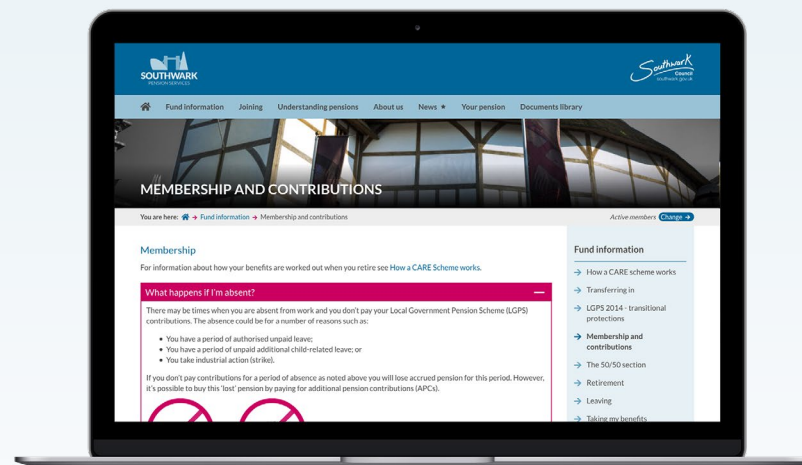 SOUTHWARK
PENSION SERVICES
Southwark
Council
southwark.gov.uk
Fund information Joining Understanding pensions About us News ★ Your pension Documents library
MEMBERSHIP AND CONTRIBUTIONS
You are here: → Fund information → Membership and contributions
Active members Change →
Membership
For information about how your benefits are worked out when you retire see How a CARE Scheme works.
What happens if I'm absent?
There may be times when you are absent from work and you don't pay your Local Government Pension Scheme (LGPS)
contributions. The absence could be for a number of reasons such as:
• You have a period of authorised unpaid leave;
• You have a period of unpaid additional child-related leave; or
• You take industrial action (strike).
If you don't pay contributions for a period of absence as noted above you will lose accrued pension for this period. However,
it's possible to buy this 'lost' pension by paying for additional pension contributions (APCs).
Fund information
→ How a CARE scheme works
→ Transferring in
→ LGPS 2014 - transitional
protections
→ Membership and
contributions
→ The 50/50 section
→ Retirement
→ Leaving
→ Taking my benefits